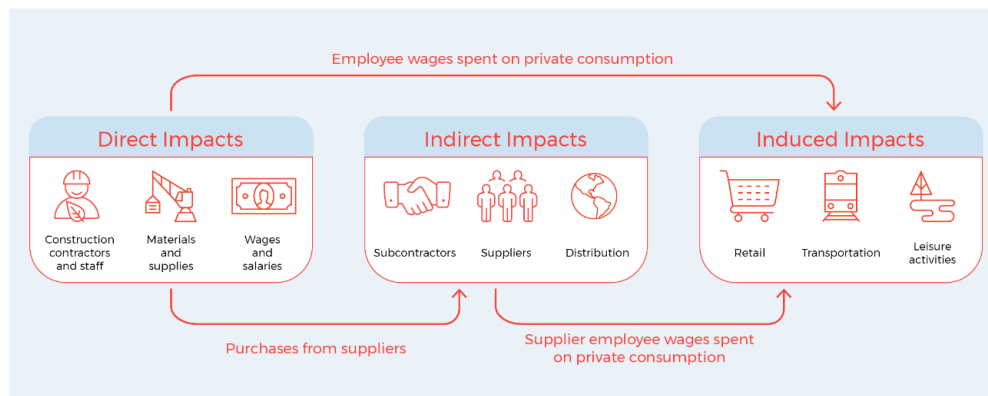 Employee wages spent on private consumption
Direct Impacts
Construction
contractors
and staff
Materials
and
supplies
Wages
and
salaries
Indirect Impacts
Subcontractors
Suppliers
Distribution
Induced Impacts
Retail
Transportation
Leisure
activities
Purchases from suppliers
Supplier employee wages spent
on private consumption